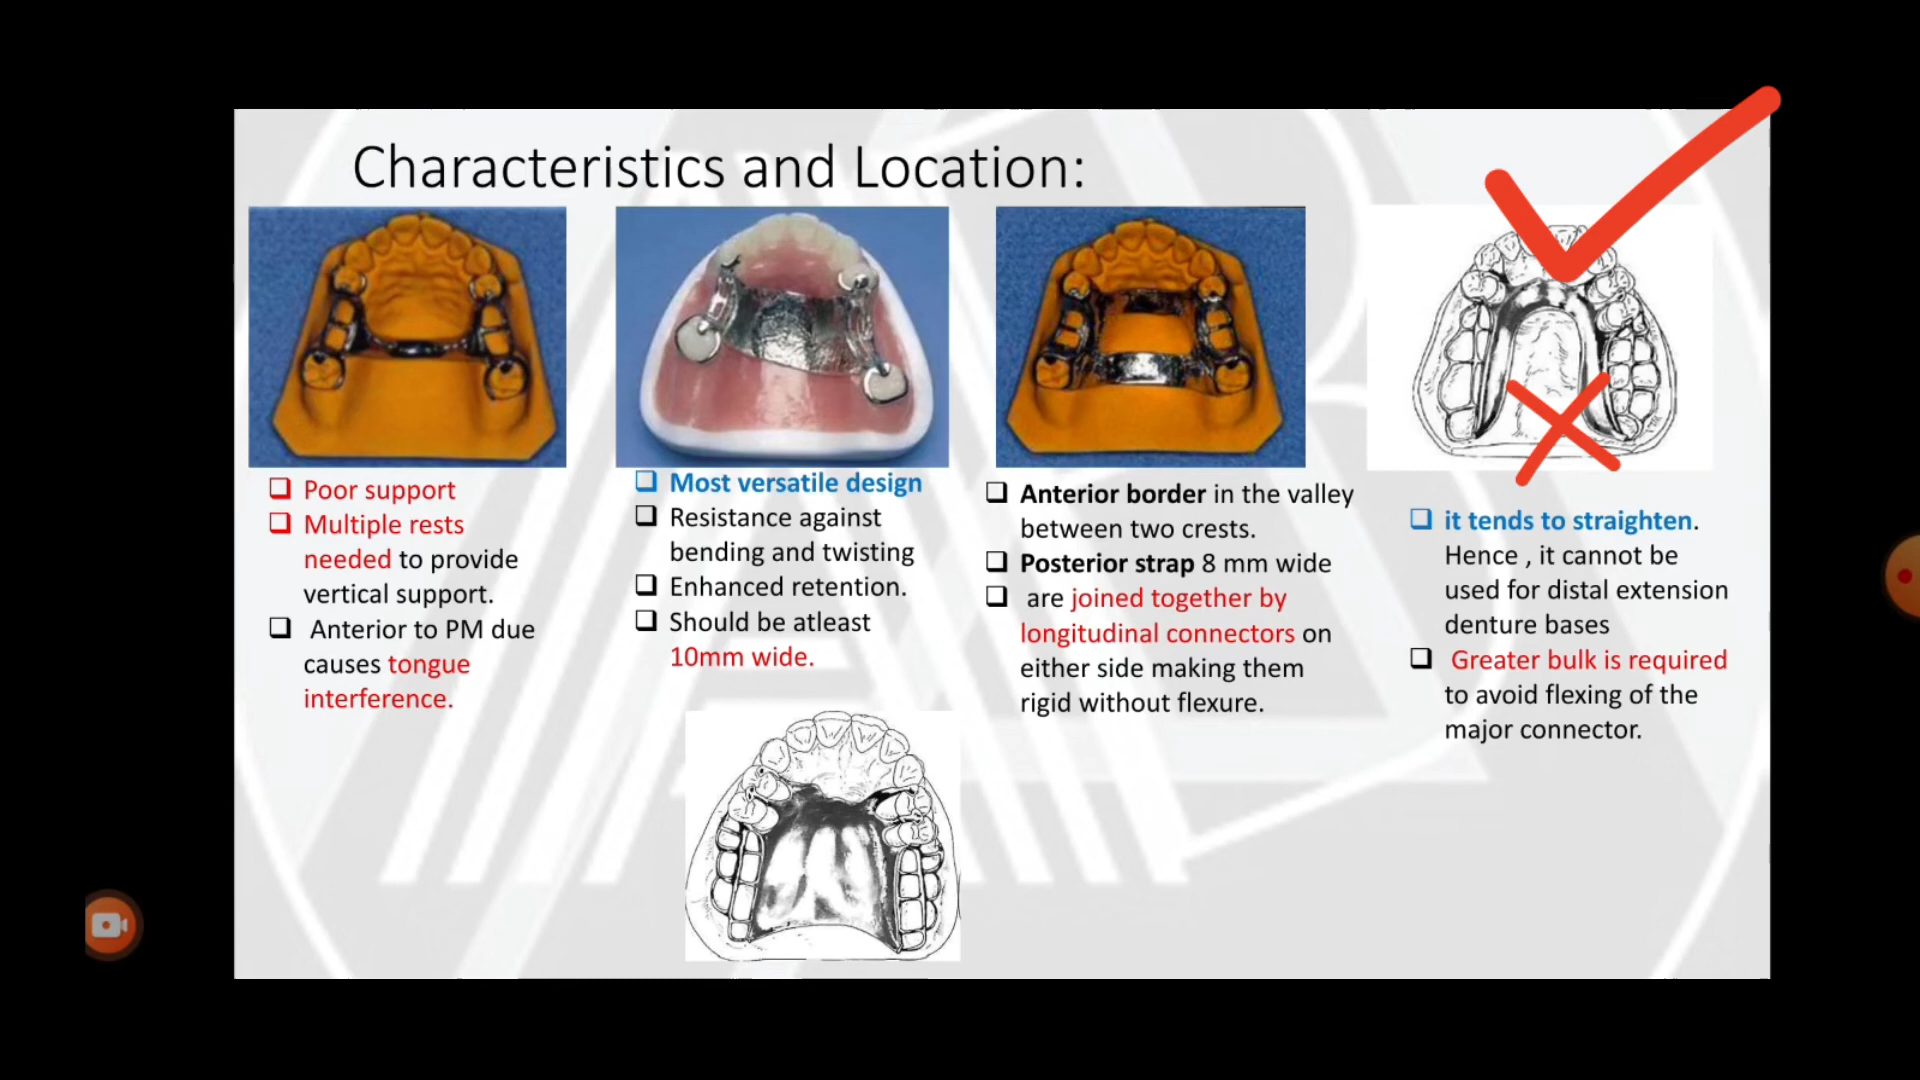 Characteristics and Location:
❑ Poor support
❑ Multiple rests
needed to provide
vertical support.
❑ Anterior to PM due
causes tongue
interference.
❑ Most versatile design
❑ Resistance against
bending and twisting
❑ Enhanced retention.
❑ Should be atleast
10mm wide.
❑ Anterior border in the valley
between two crests.
❑ Posterior strap 8 mm wide
❑ are joined together by
longitudinal connectors on
either side making them
rigid without flexure.
❑ it tends to straighten.
Hence , it cannot be
used for distal extension
denture bases
❑ Greater bulk is required
to avoid flexing of the
major connector.